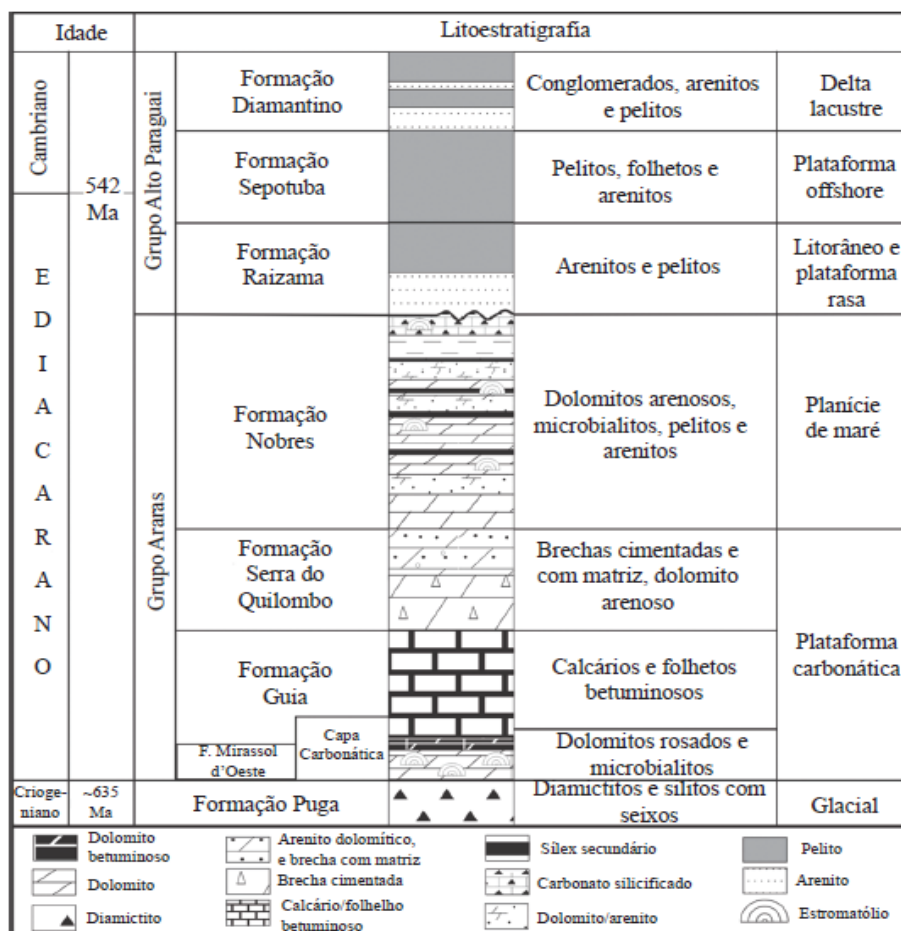 Idade
Litoestratigrafia
Cambriano
542
Ma
EDIACARANO
Grupo Alto Paraguai
Formação
Diamantino
Conglomerados, arenitos
e pelitos
Delta
lacustre
Formação
Sepotuba
Pelitos, folhetos e
arenitos
Plataforma
offshore
Formação
Raizama
Arenitos e pelitos
Litorâneo e
plataforma
rasa
Grupo Araras
Formação
Nobres
Dolomitos arenosos,
microbialitos, pelitos e
arenitos
Planície
de maré
Formação
Serra do
Quilombo
Brechas cimentadas e
com matriz, dolomito
arenoso
Plataforma
carbonática
Formação
Guia
Calcários e folhetos
betuminosos
Capa
Carbonática
F. Mirassol
d'Oeste
Dolomitos rosados e
microbialitos
Crioge-
niano
~635
Ma
Formação Puga
Diamictitos e silitos com
seixos
Glacial
Dolomito
betuminoso
Arenito dolomítico,
e brecha com matriz
Sílex secundário
Pelito
Dolomito
Brecha cimentada
Carbonato silicificado
Arenito
Diamictito
Calcário/folhelho
betuminoso
Dolomito/arenito
Estromatólio